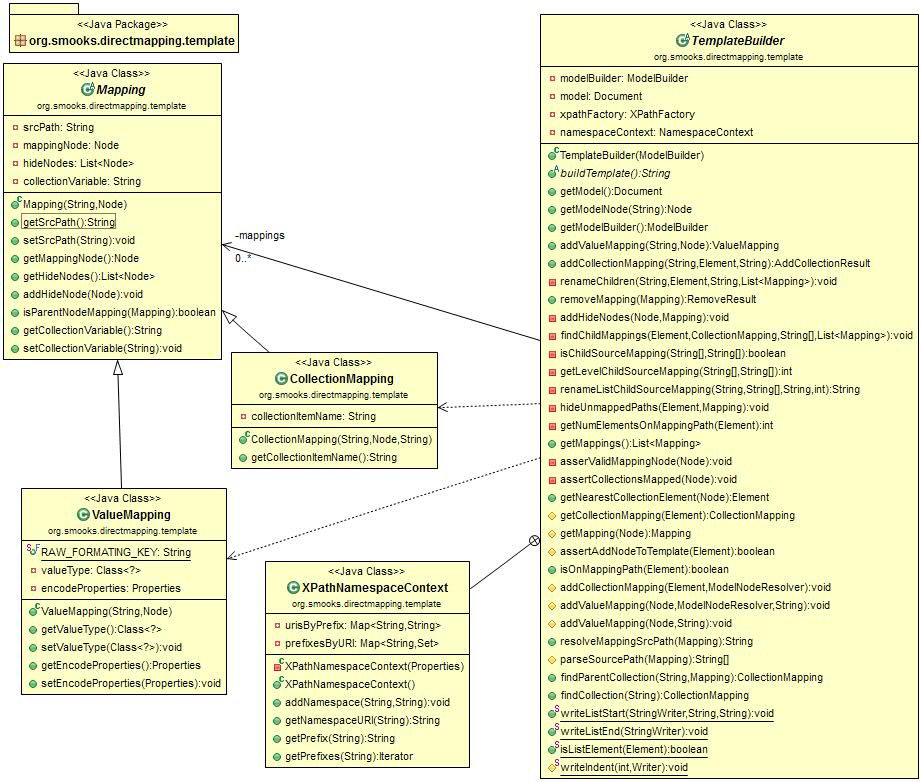 <<Java Package>>
org.smooks.directmapping.template
<<Java Class>>
Mapping
org.smooks.directmapping.template
srcPath: String
mappingNode: Node
hideNodes: List<Node>
collectionVariable: String
Mapping(String,Node)
getSrcPath():String
setSrcPath(String):void
getMappingNode():Node
getHideNodes():List<Node>
addHideNode(Node):void
isParentNodeMapping(Mapping):boolean
getCollectionVariable():String
setCollectionVariable(String):void
-mappings
0..*
<<Java Class>>
CollectionMapping
org.smooks.directmapping.template
collectionItemName: String
CollectionMapping(String,Node,String)
getCollectionItemName():String
<<Java Class>>
ValueMapping
org.smooks.directmapping.template
RAW_FORMATING_KEY: String
valueType: Class<?>
encodeProperties: Properties
ValueMapping(String,Node)
getValueType():Class<?>
setValueType(Class<?>):void
getEncodeProperties():Properties
setEncodeProperties(Properties):void
<<Java Class>>
XPathNamespaceContext
org.smooks.directmapping.template
urisByPrefix: Map<String,String>
prefixesByURI: Map<String,Set>
XPathNamespaceContext(Properties)
XPathNamespaceContext()
addNamespace(String,String):void
getNamespaceURI(String):String
getPrefix(String):String
getPrefixes(String):Iterator
<<Java Class>>
TemplateBuilder
org.smooks.directmapping.template
modelBuilder: ModelBuilder
model: Document
xpathFactory: XPathFactory
namespaceContext: NamespaceContext
TemplateBuilder(ModelBuilder)
buildTemplate():String
getModel():Document
getModelNode(String):Node
getModelBuilder():ModelBuilder
addValueMapping(String,Node):ValueMapping
addCollectionMapping(String,Element,String):AddCollectionResult
renameChildren(String,Element,String,List<Mapping>):void
removeMapping(Mapping):RemoveResult
addHideNodes(Node,Mapping):void
findChildMappings(Element,CollectionMapping,String[],List<Mapping>):void
isChildSourceMapping(String[],String[]):boolean
getLevelChildSourceMapping(String[],String[]):int
renameListChildSourceMapping(String,String[],String,int):String
hideUnmappedPaths(Element,Mapping):void
getNumElementsOnMappingPath(Element):int
getMappings():List<Mapping>
assertValidMappingNode(Node):void
assertCollectionsMapped(Node):void
getNearestCollectionElement(Node):Element
getCollectionMapping(Element):CollectionMapping
getMapping(Node):Mapping
assertAddNodeToTemplate(Element):boolean
isOnMappingPath(Element):boolean
addCollectionMapping(Element,ModelNodeResolver):void
addValueMapping(Node,ModelNodeResolver,String):void
addValueMapping(Node,String):void
resolveMappingSrcPath(Mapping):String
parseSourcePath(Mapping):String[]
findParentCollection(String,Mapping):CollectionMapping
findCollection(String):CollectionMapping
writeListStart(StringWriter,String,String):void
writeListEnd(StringWriter):void
isListElement(Element):boolean
writeIndent(int,Writer):void